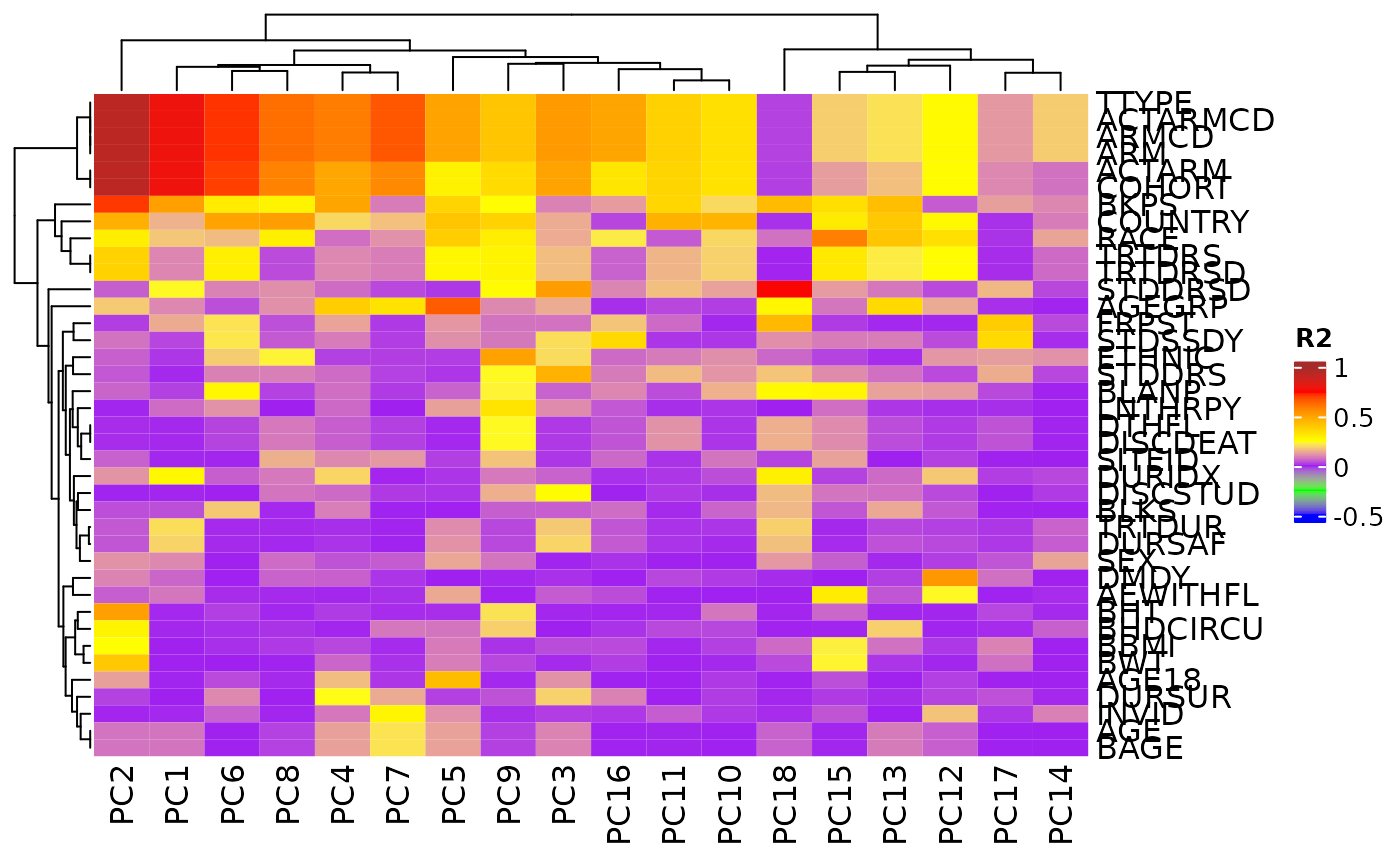 TTYPE
ACTARMCD
ARMCD
ARM
ACTARM
COHORT
BKPS
COUNTRY
RACE
TRTDRS
TRTDRSD
STDDRSD
AGEGRP
ERPST
STDSSDY
ETHNIC
STDDRS
BLANP
LNTHRPY
DTHFL
DISCDEAT
SITEID
DURIDX
DISCSTUD
BLKS
TRTDUR
DURSAF
SEX
DMDY
AEWITHFL
BHT
BHDCIRCU
BBMI
BWT
AGE18
DURSUR
INVID
AGE
BAGE
R2
1
0.5
0
-0.5
PC2
PC1
PC6
PC8
PC4
PC7
PC5
PC9
PC3
PC16
PC11
PC10
PC18
PC15
PC13
PC12
PC17
PC14